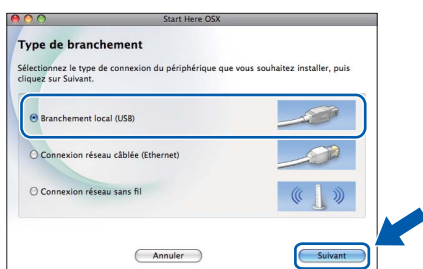 Start Here OSX
Type de branchement
Sélectionnez le type de connexion du périphérique que vous souhaitez installer, puis
cliquez sur Suivant.
Branchement local (USB)
Connexion réseau câblée (Ethernet)
Connexion réseau sans fil
Annuler
Suivant